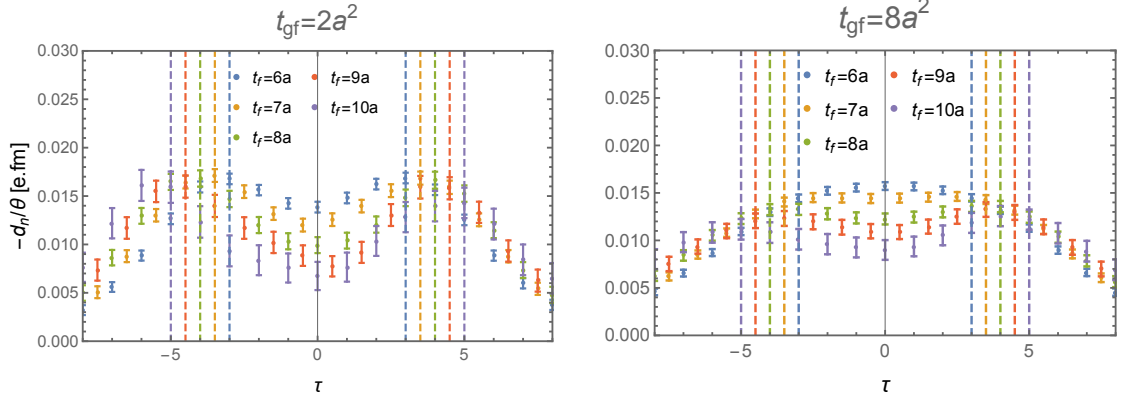 t_gf=2a²
0.030
0.025
0.020
0.015
0.010
0.005
0.000
−d_n/θ [e.fm]
t_f=6a
t_f=9a
t_f=7a
t_f=10a
t_f=8a
−5
0
5
τ
t_gf=8a²
0.030
0.025
0.020
0.015
0.010
0.005
0.000
t_f=6a
t_f=9a
t_f=7a
t_f=10a
t_f=8a
−5
0
5
τ